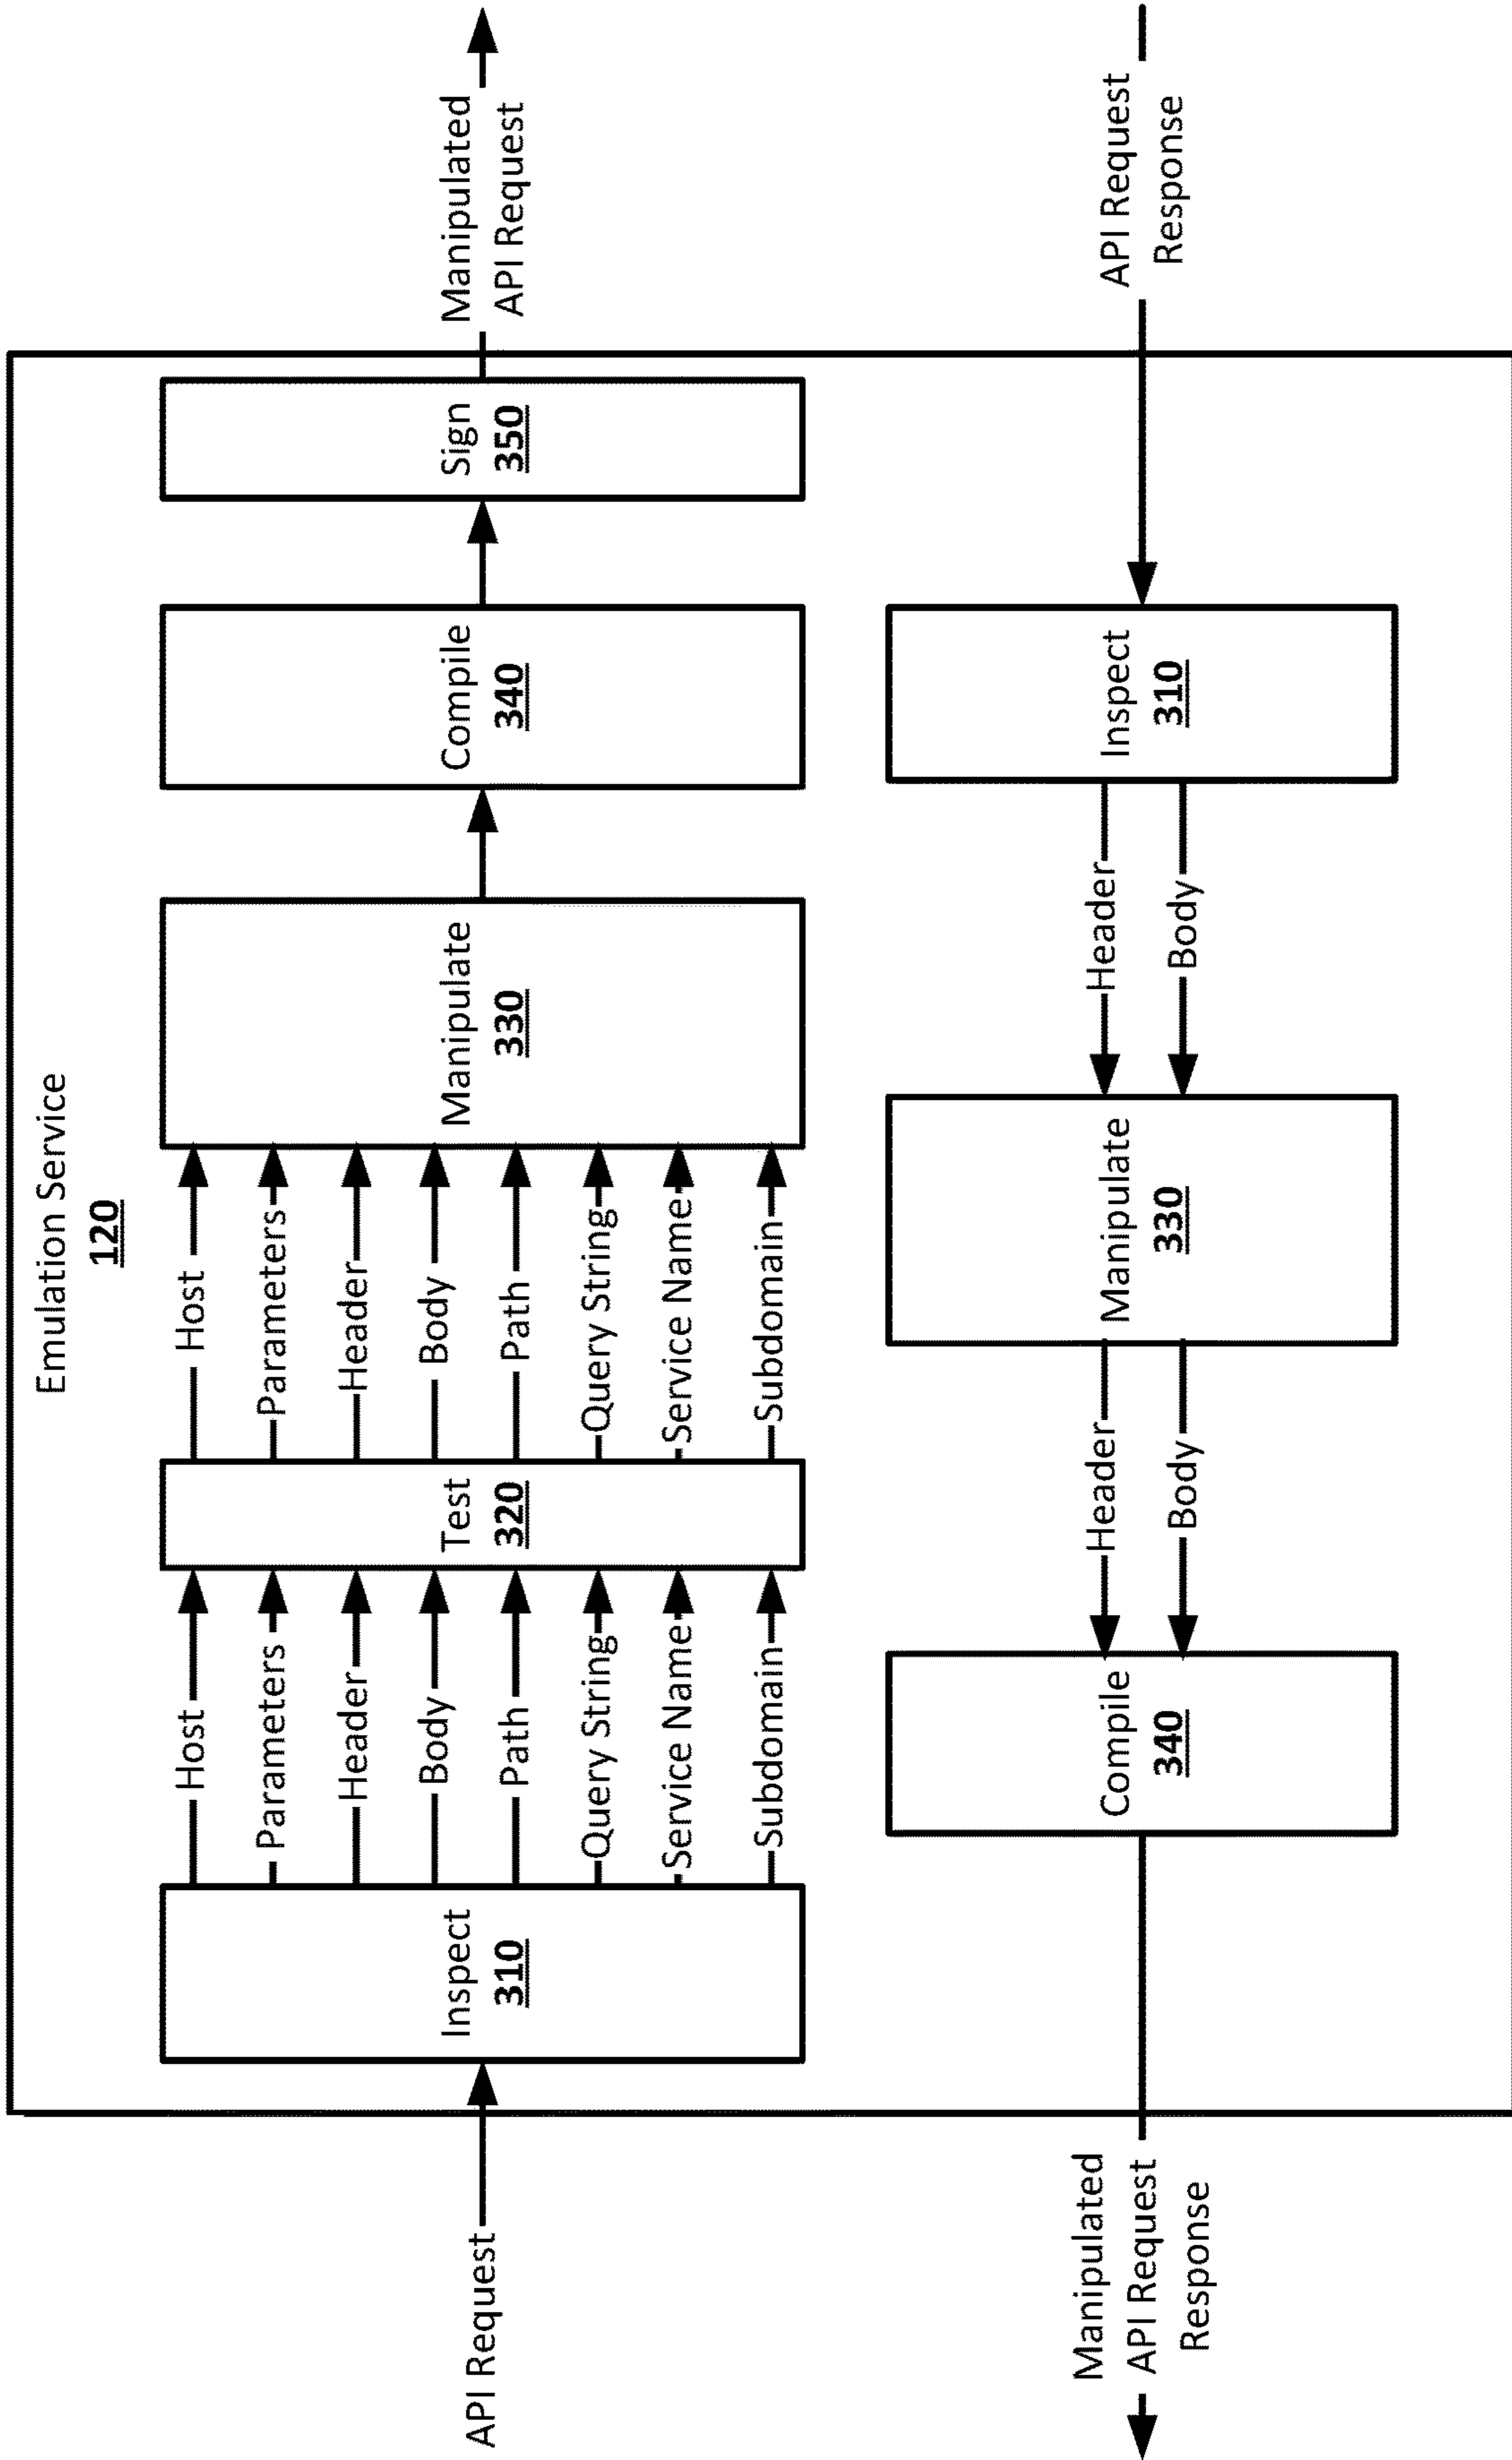 Emulation Service
120
API Request
Inspect
310
Host
Parameters
Header
Body
Path
Query String
Service Name
Subdomain
Test
320
Host
Parameters
Header
Body
Path
Query String
Service Name
Subdomain
Manipulate
330
Compile
340
Sign
350
Manipulated
API Request
Manipulated
API Request
Response
Compile
340
Header
Body
Manipulate
330
Header
Body
Inspect
310
API Request
Response